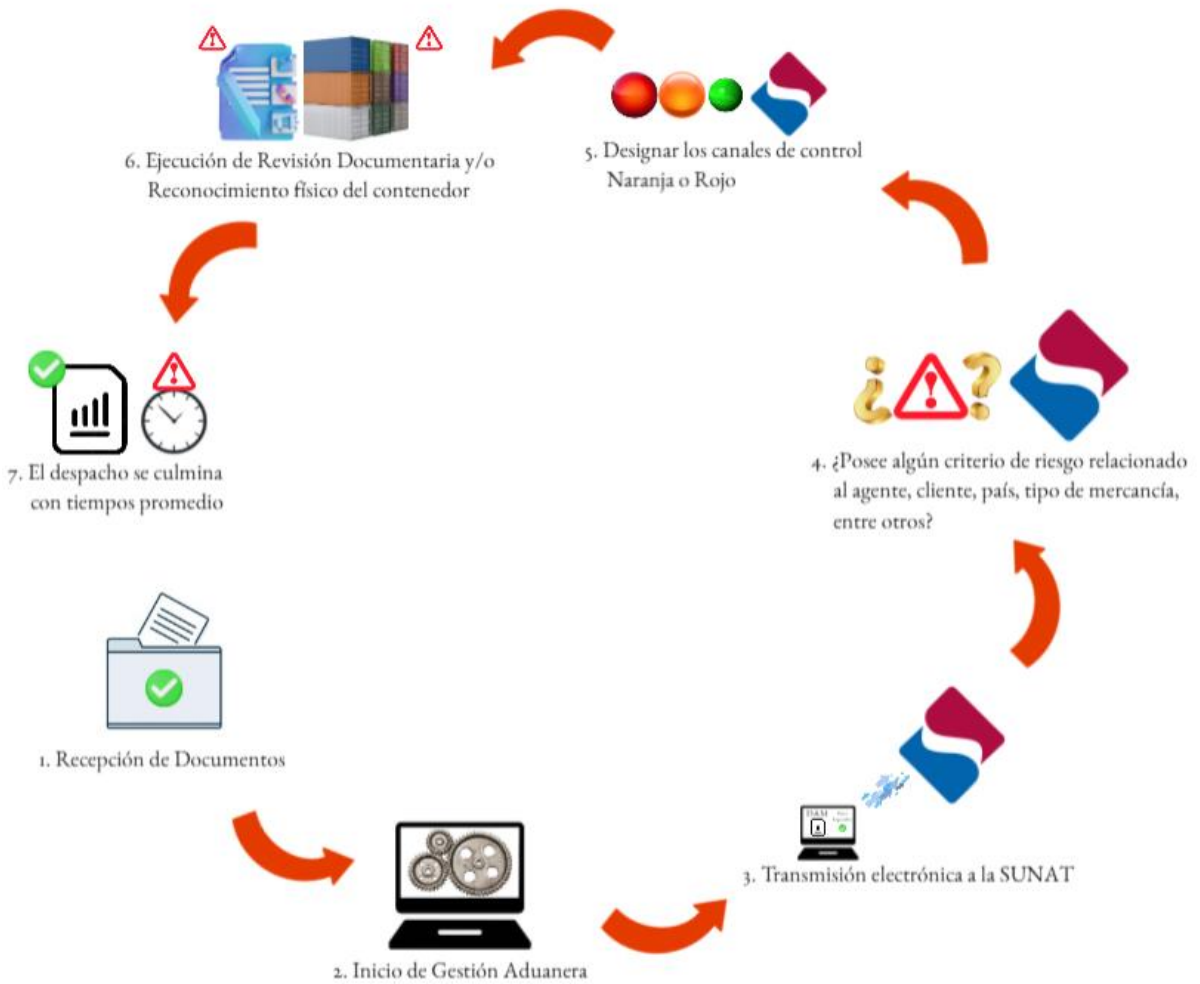 6. Ejecución de Revisión Documentaria y/o
Reconocimiento físico del contenedor
5. Designar los canales de control
Naranja o Rojo
7. El despacho se culmina
con tiempos promedio
4. ¿Posee algún criterio de riesgo relacionado
al agente, cliente, país, tipo de mercancía,
entre otros?
¿ ?
1. Recepción de Documentos
DAM
3. Transmisión electrónica a la SUNAT
2. Inicio de Gestión Aduanera